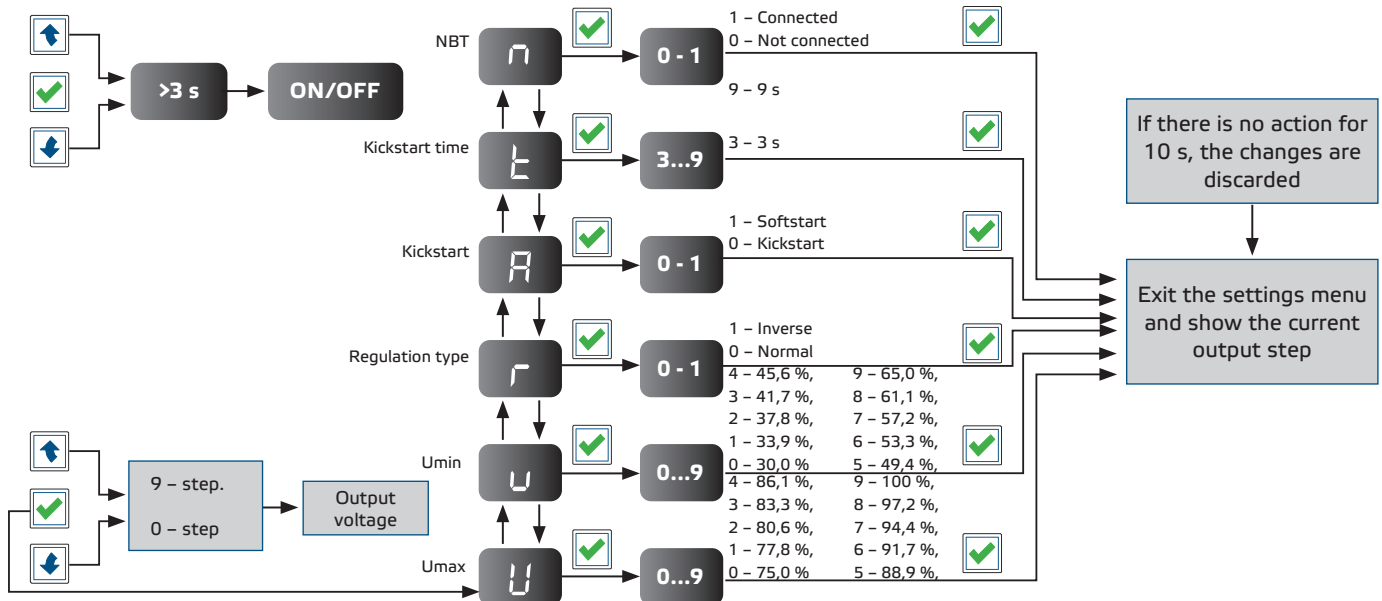 >3 s
ON/OFF
NBT
n
0 - 1
1 – Connected
0 – Not connected
Kickstart time
t
3...9
9 – 9 s
3 – 3 s
Kickstart
A
0 - 1
1 – Softstart
0 – Kickstart
Regulation type
r
0 - 1
1 – Inverse
0 – Normal
Umin
u
0...9
4 – 45,6 %, 9 – 65,0 %,
3 – 41,7 %, 8 – 61,1 %,
2 – 37,8 %, 7 – 57,2 %,
1 – 33,9 %, 6 – 53,3 %,
0 – 30,0 % 5 – 49,4 %,
Umax
U
0...9
4 – 86,1 %, 9 – 100 %,
3 – 83,3 %, 8 – 97,2 %,
2 – 80,6 %, 7 – 94,4 %,
1 – 77,8 %, 6 – 91,7 %,
0 – 75,0 % 5 – 88,9 %,
9 – step.
0 – step
Output
voltage
If there is no action for
10 s, the changes are
discarded
Exit the settings menu
and show the current
output step